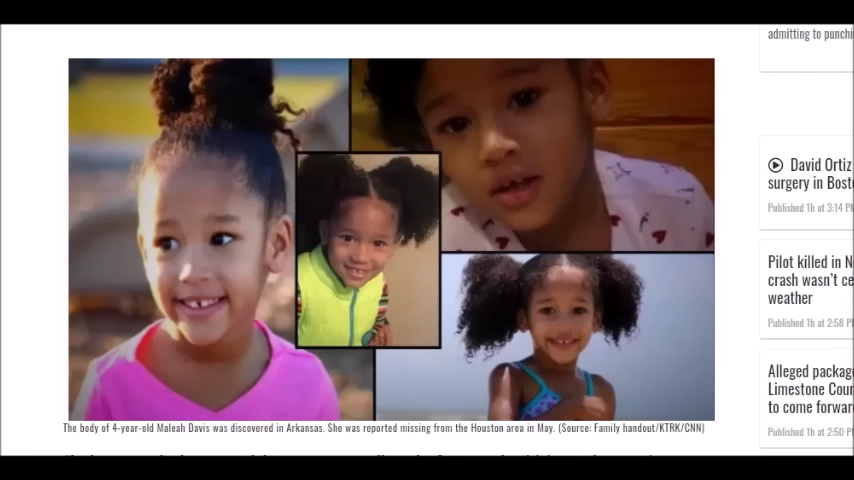 admitting to punchi
The body of 4-year-old Maleah Davis was discovered in Arkansas. She was reported missing from the Houston area in May. (Source: Family handout/KTRK/CNN)
David Ortiz
surgery in Bost
Published 1h at 3:14 P
Pilot killed in N
crash wasn't ce
weather
Published 1h at 2:58 P
Alleged packag
Limestone Cour
to come forwar
Published 1h at 2:50 P